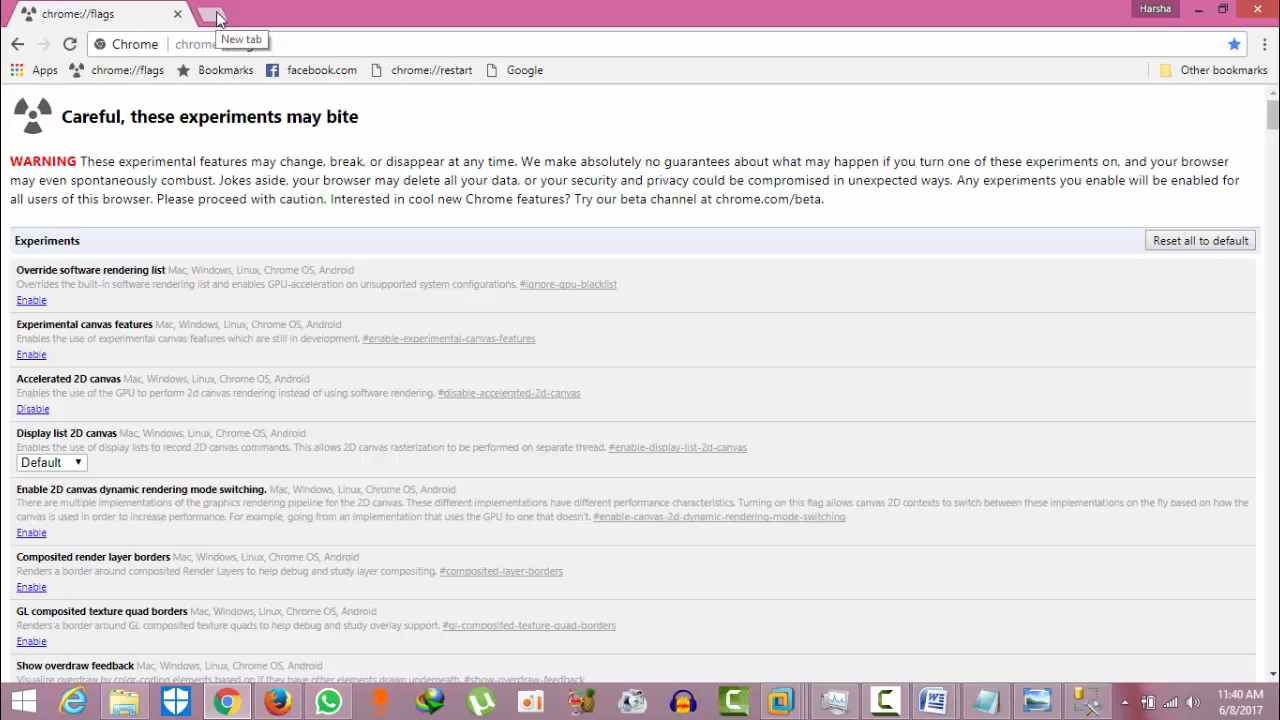 chrome://flags
Harsha
New tab
Chrome
Apps
chrome://flags
Bookmarks
facebook.com
chrome://restart
Google
Other bookmarks
Careful, these experiments may bite
WARNING These experimental features may change, break, or disappear at any time. We make absolutely no guarantees about what may happen if you turn one of these experiments on, and your browser
may even spontaneously combust. Jokes aside, your browser may delete all your data, or your security and privacy could be compromised in unexpected ways. Any experiments you enable will be enabled for
all users of this browser. Please proceed with caution. Interested in cool new Chrome features? Try our beta channel at chrome.com/beta.
Experiments
Reset all to default
Override software rendering list Mac, Windows, Linux, Chrome OS, Android
Overrides the built-in software rendering list and enables GPU-acceleration on unsupported system configurations. #ignore-gpu-blacklist
Enable
Experimental canvas features Mac, Windows, Linux, Chrome OS, Android
Enables the use of experimental canvas features which are still in development. #enable-experimental-canvas-features
Enable
Accelerated 2D canvas Mac, Windows, Linux, Chrome OS, Android
Enables the use of the GPU to perform 2d canvas rendering instead of using software rendering. #disable-accelerated-2d-canvas
Disable
Display list 2D canvas Mac, Windows, Linux, Chrome OS, Android
Enables the use of display lists to record 2D canvas commands. This allows 2D canvas rasterization to be performed on separate thread. #enable-display-list-2d-canvas
Default
Enable 2D canvas dynamic rendering mode switching. Mac, Windows, Linux, Chrome OS, Android
There are multiple implementations of the graphics rendering pipeline for the 2D canvas. These different implementations have different performance characteristics. Turning on this flag allows canvas 2D contexts to switch between these implementations on the fly based on how the
canvas is used in order to increase performance. For example, going from an implementation that uses the GPU to one that doesn't. #enable-canvas-2d-dynamic-rendering-mode-switching
Enable
Composited render layer borders Mac, Windows, Linux, Chrome OS, Android
Renders a border around composited Render Layers to help debug and study layer compositing. #composited-layer-borders
Enable
GL composited texture quad borders Mac, Windows, Linux, Chrome OS, Android
Renders a border around GL composited texture quads to help debug and study overlay support. #gl-composited-texture-quad-borders
Enable
Show overdraw feedback Mac, Windows, Linux, Chrome OS, Android
Visualize overdraw by color-coding elements based on if they have other elements drawn underneath. #show-overdraw-feedback
11:40 AM
6/8/2017